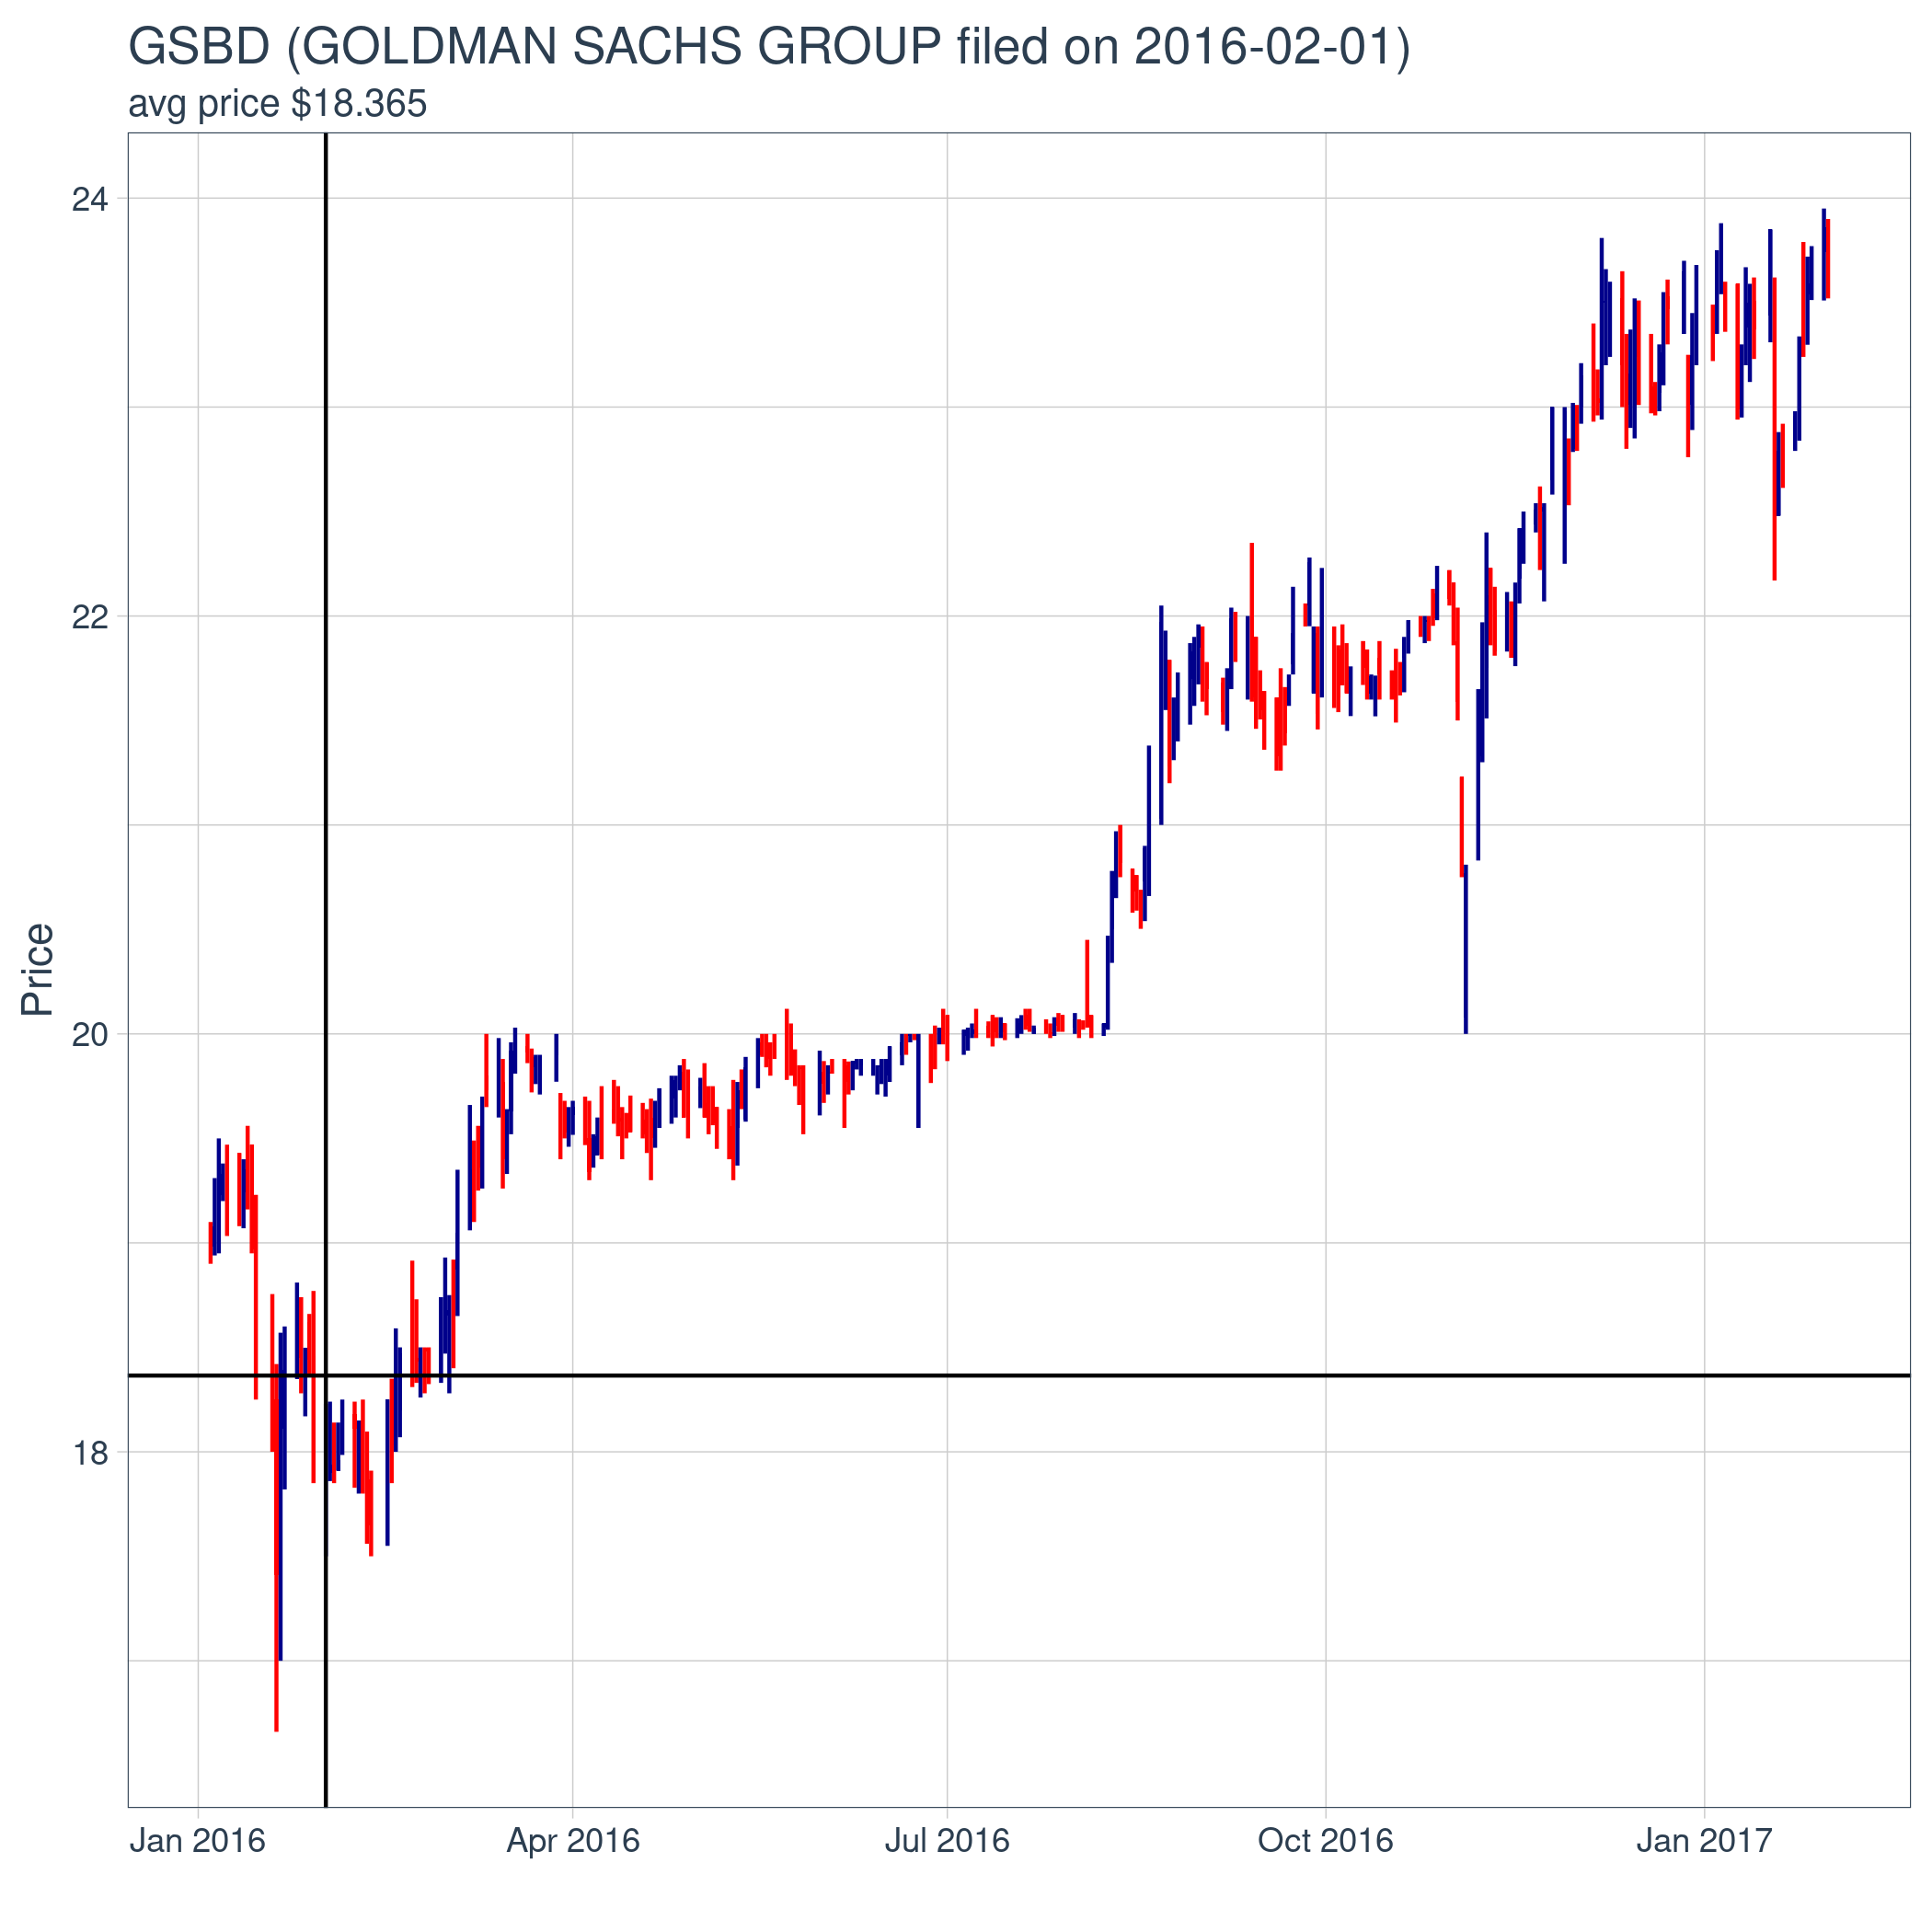 GSBD (GOLDMAN SACHS GROUP filed on 2016-02-01)
avg price $18.365
24
22
20
18
Price
Jan 2016
Apr 2016
Jul 2016
Oct 2016
Jan 2017